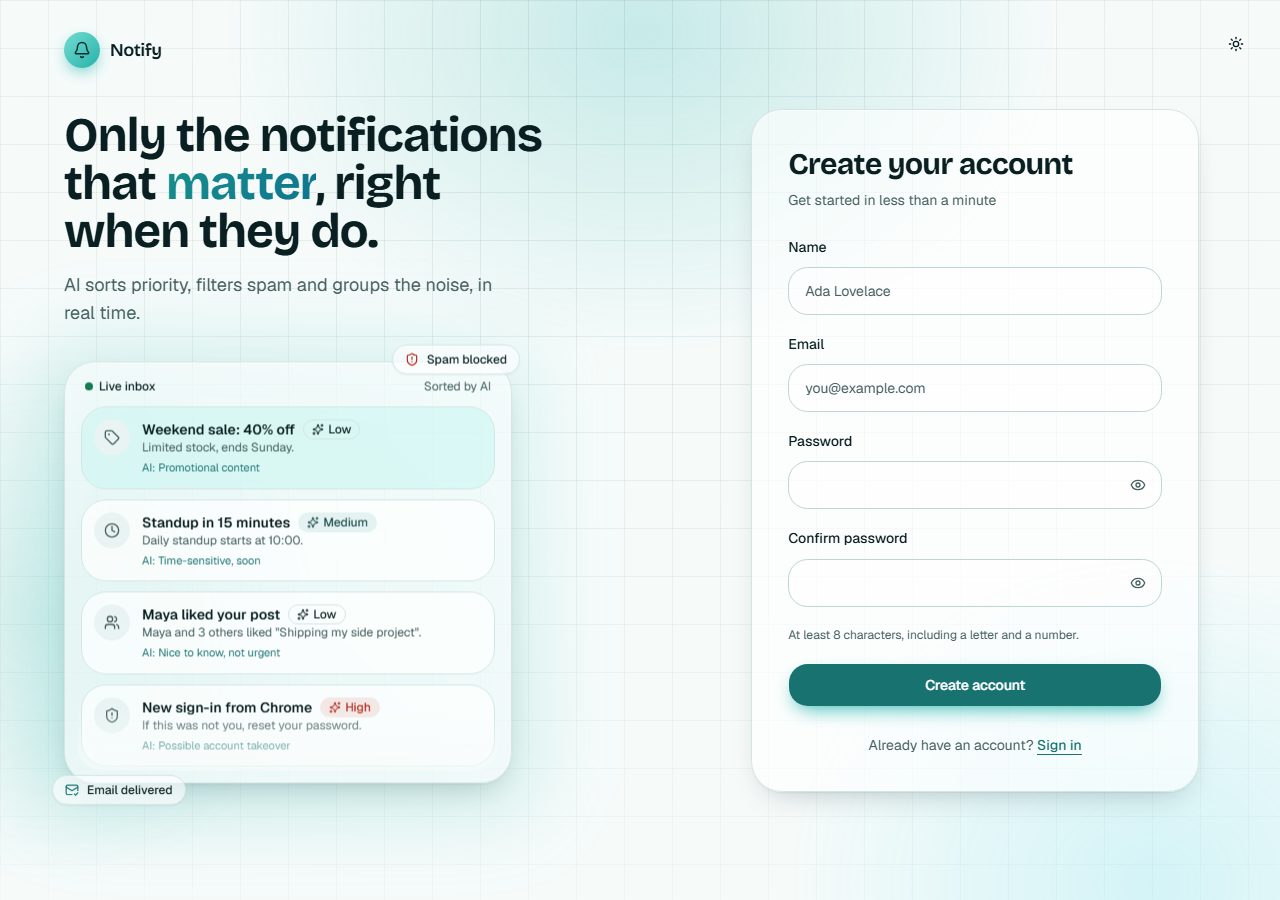 Notify
Only the notifications
that matter, right
when they do.
AI sorts priority, filters spam and groups the noise, in
real time.
Spam blocked
Live inbox
Sorted by AI
Weekend sale: 40% off
Low
Limited stock, ends Sunday.
AI: Promotional content
Standup in 15 minutes
Medium
Daily standup starts at 10:00.
AI: Time-sensitive, soon
Maya liked your post
Low
Maya and 3 others liked "Shipping my side project".
AI: Nice to know, not urgent
New sign-in from Chrome
High
If this was not you, reset your password.
AI: Possible account takeover
Email delivered
Create your account
Get started in less than a minute
Name
Ada Lovelace
Email
you@example.com
Password
Confirm password
At least 8 characters, including a letter and a number.
Create account
Already have an account? Sign in